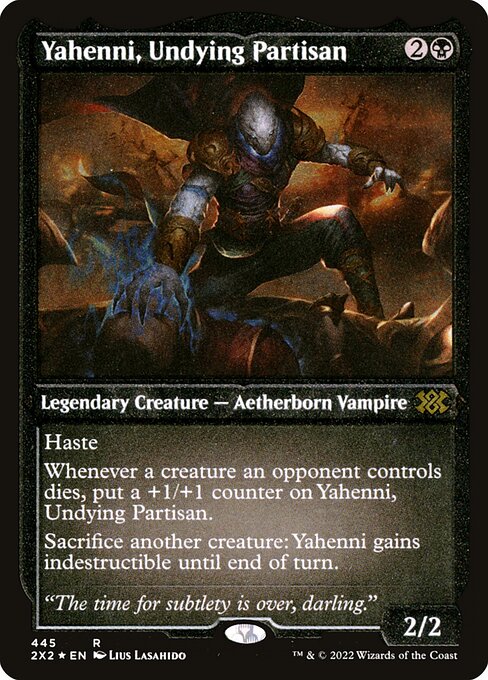 Yahenni, Undying Partisan 2
Legendary Creature — Aetherborn Vampire
Haste
Whenever a creature an opponent controls
dies, put a +1/+1 counter on Yahenni,
Undying Partisan.
Sacrifice another creature: Yahenni gains
indestructible until end of turn.
“The time for subtlety is over, darling.”
2/2
445 R
2X2 ★ EN Lius Lasahido
™ & © 2022 Wizards of the Coast